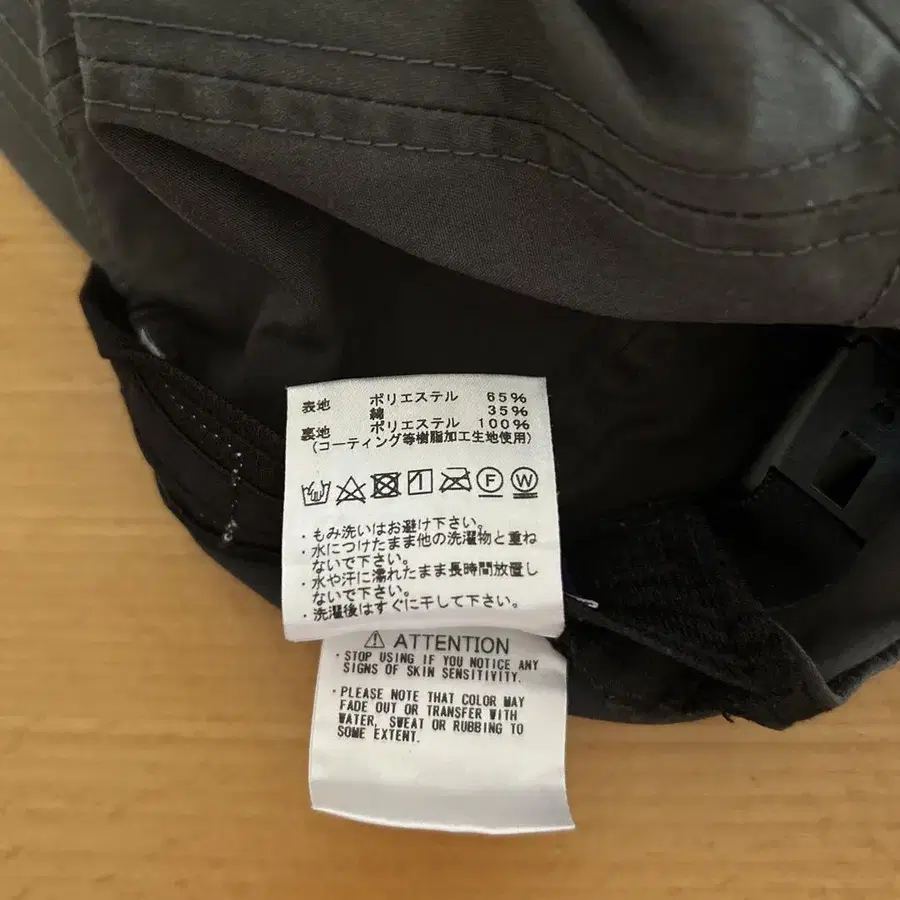 表地 ポリエステル 65%
綿 35%
裏地 ポリエステル 100%
(コーティング等樹脂加工生地使用)
F W
・もみ洗いはお避け下さい。
・水につけたまま他の洗濯物と重ね
ないで下さい。
・水や汗に濡れたまま長時間放置し
ないで下さい。
・洗濯後はすぐに干して下さい。
⚠ ATTENTION
・STOP USING IF YOU NOTICE ANY
SIGNS OF SKIN SENSITIVITY.
・PLEASE NOTE THAT COLOR MAY
FADE OUT OR TRANSFER WITH
WATER, SWEAT OR RUBBING TO
SOME EXTENT.